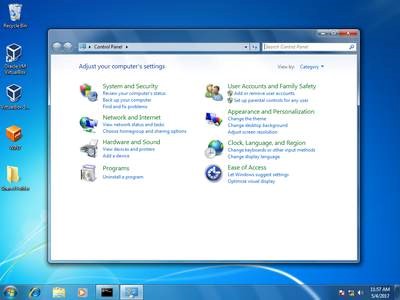 Recycle Bin
Control Panel
Search Control Panel
Oracle VM
VirtualBox
Adjust your computer's settings
View by: Category
System and Security
Review your computer's status
Back up your computer
Find and fix problems
Network and Internet
View network status and tasks
Choose homegroup and sharing options
Hardware and Sound
View devices and printers
Add a device
Programs
Uninstall a program
User Accounts and Family Safety
Add or remove user accounts
Set up parental controls for any user
Appearance and Personalization
Change the theme
Change desktop background
Adjust screen resolution
Clock, Language, and Region
Change keyboards or other input methods
Change display language
Ease of Access
Let Windows suggest settings
Optimize visual display
11:57 AM
5/4/2017